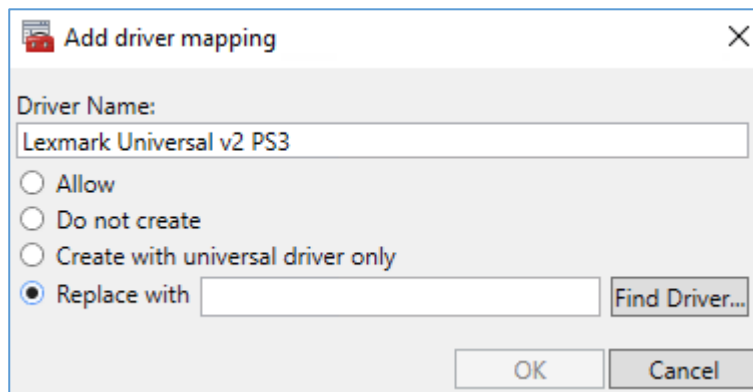 Add driver mapping
Driver Name:
Lexmark Universal v2 PS3
Allow
Do not create
Create with universal driver only
Replace with Find Driver...
OK Cancel